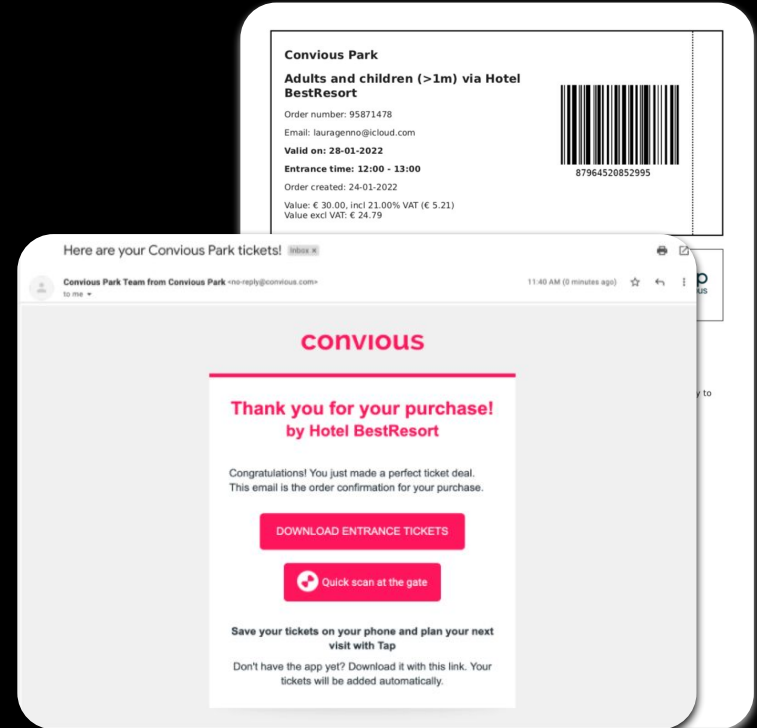 Convious Park
Adults and children (>1m) via Hotel
BestResort
Order number: 95871478
Email: lauragenno@icloud.com
Valid on: 28-01-2022
Entrance time: 12:00 - 13:00
Order created: 24-01-2022
Value: € 30.00, incl 21.00% VAT (€ 5.21)
Value excl VAT: € 24.79
87964520852995
Here are your Convious Park tickets! Inbox x
Convious Park Team from Convious Park <no-reply@convious.com>
11:40 AM (0 minutes ago)
to me
p
us
y to
convious
Thank you for your purchase!
by Hotel BestResort
Congratulations! You just made a perfect ticket deal.
This email is the order confirmation for your purchase.
DOWNLOAD ENTRANCE TICKETS
Quick scan at the gate
Save your tickets on your phone and plan your next
visit with Tap
Don't have the app yet? Download it with this link. Your
tickets will be added automatically.